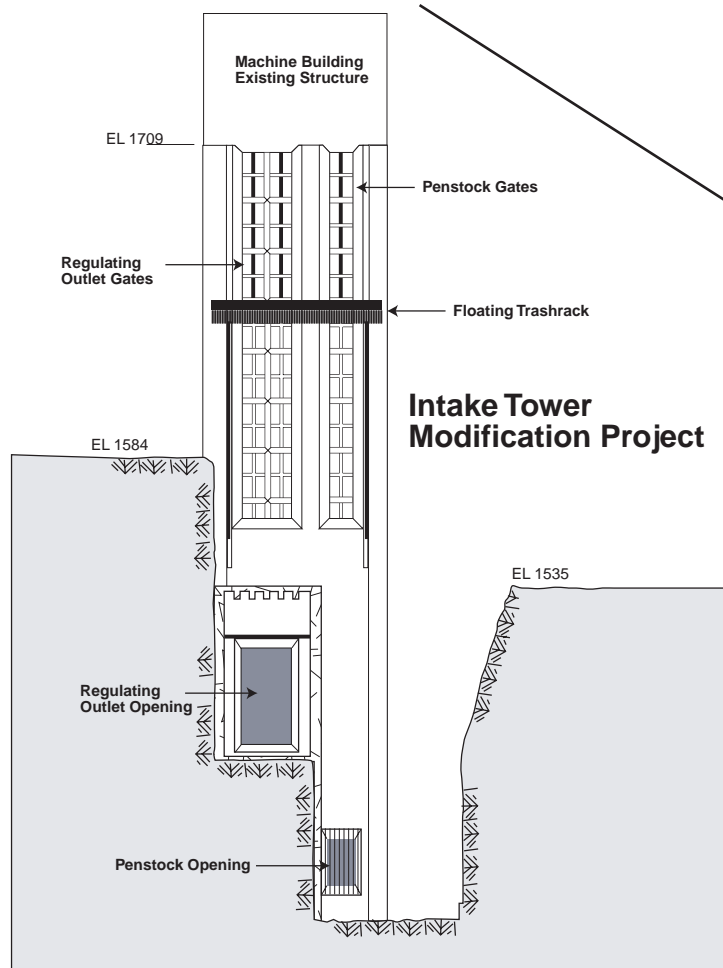 Machine Building
Existing Structure
EL 1709
Penstock Gates
Regulating
Outlet Gates
Floating Trashrack
Intake Tower
Modification Project
EL 1584
EL 1535
Regulating
Outlet Opening
Penstock Opening